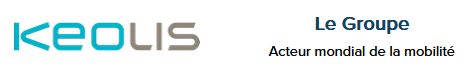 KEOLIS
Le Groupe
Acteur mondial de la mobilité